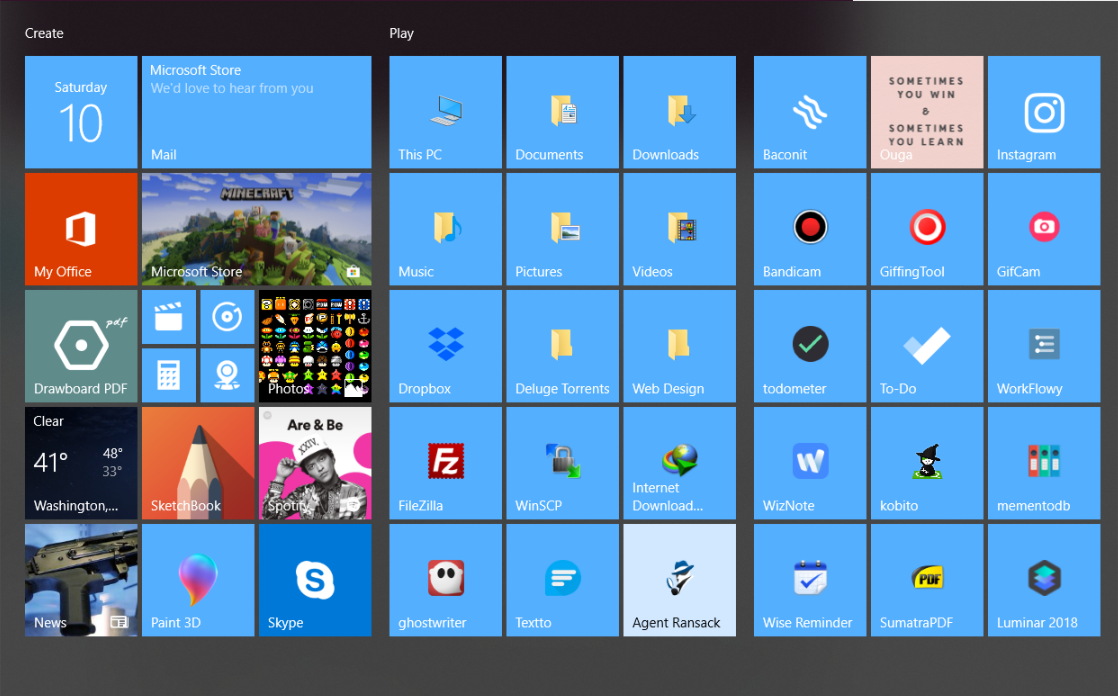 Create
Play
Saturday
10
Microsoft Store
We'd love to hear from you
Mail
This PC
Documents
Downloads
Baconit
SOMETIMES
YOU WIN
&
SOMETIMES
YOU LEARN
Ouga
Instagram
My Office
MINECRAFT
Microsoft Store
Music
Pictures
Videos
Bandicam
GiffingTool
GifCam
pdf
Drawboard PDF
Photos
Dropbox
Deluge Torrents
Web Design
todometer
To-Do
WorkFlowy
Clear
41°
48°
33°
Washington,...
SketchBook
Are & Be
XXIV.
Spotify
Fz
FileZilla
WinSCP
Internet
Download...
W
WizNote
kobito
mementodb
News
Paint 3D
S
Skype
ghostwriter
Textto
Agent Ransack
Wise Reminder
PDF
SumatraPDF
Luminar 2018